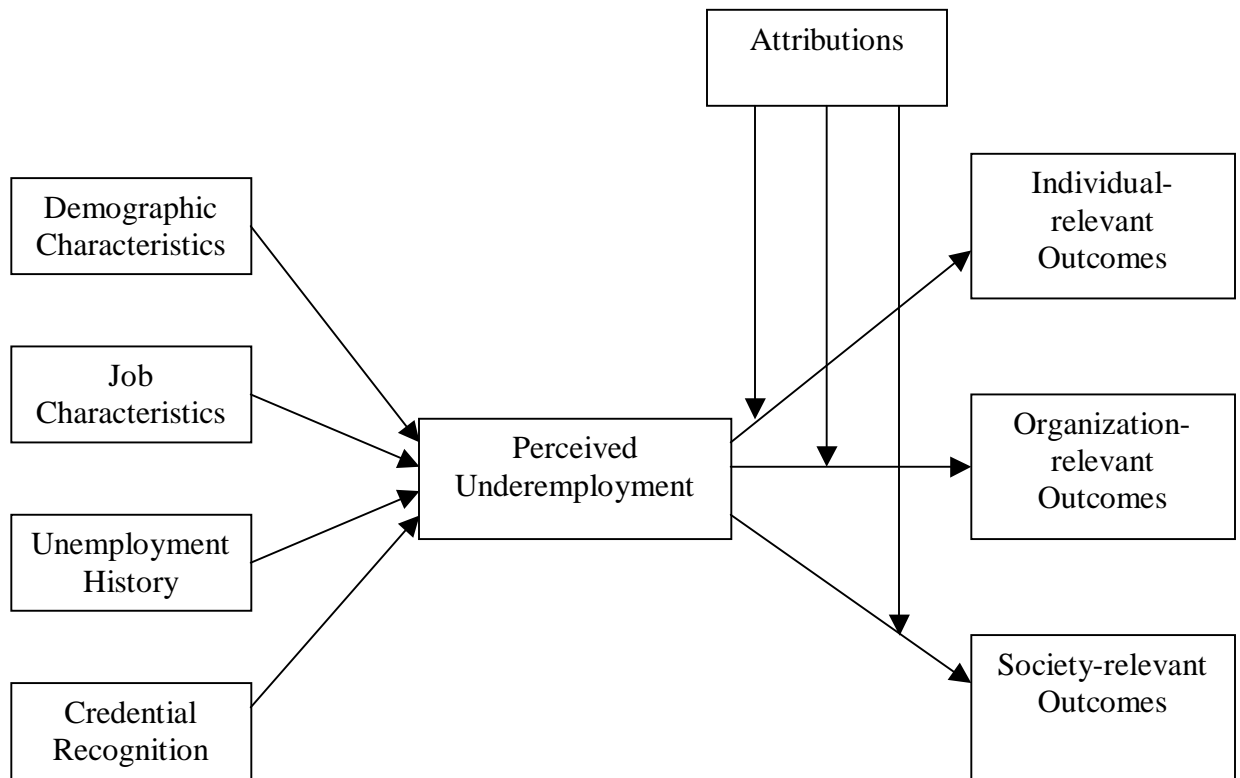 Attributions
Demographic
Characteristics
Job
Characteristics
Unemployment
History
Credential
Recognition
Perceived
Underemployment
Individual-
relevant
Outcomes
Organization-
relevant
Outcomes
Society-relevant
Outcomes